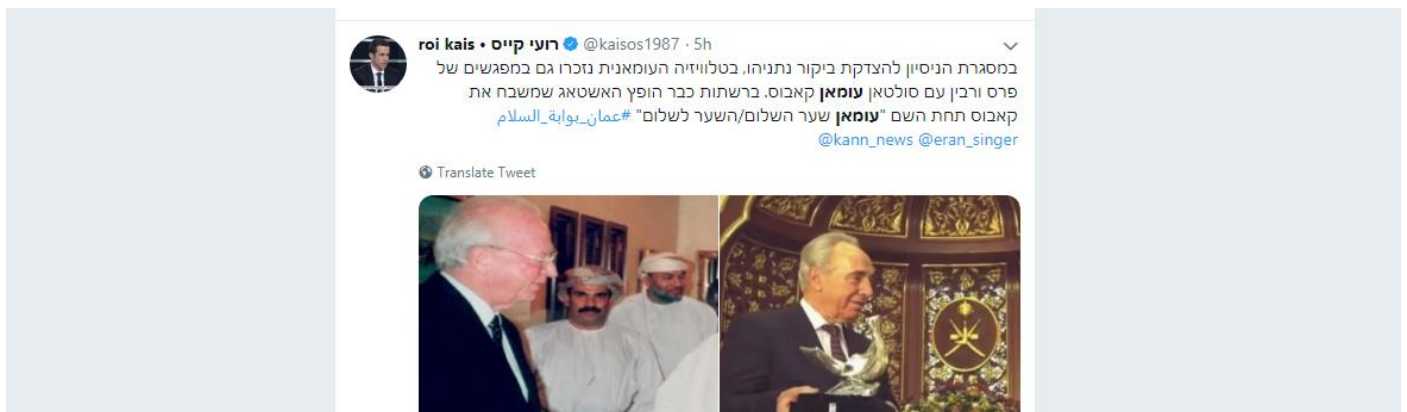 roi kais • רועי קייס @kaisos1987 · 5h
במסגרת הניסיון להצדקת ביקור נתניהו, בטלוויזיה העומאנית נזכרו גם במפגשים של
פרס ורבין עם סולטאן עומאן קאבוס. ברשתות כבר הופץ האשטאג שמשבח את
קאבוס תחת השם "עומאן שער השלום/השער לשלום" #عمان_بوابة_السلام
@kann_news @eran_singer
Translate Tweet